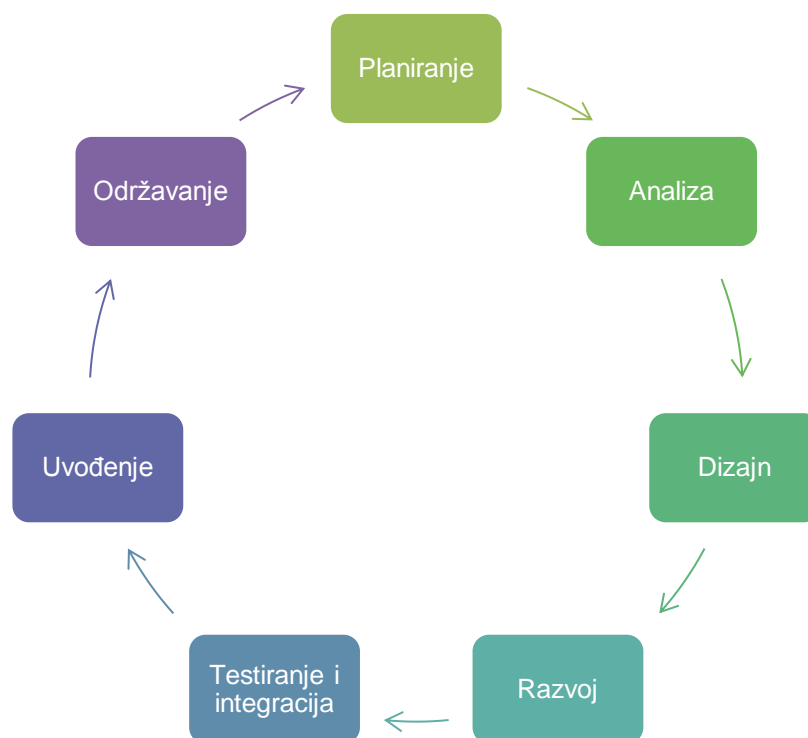 Planiranje
Analiza
Dizajn
Razvoj
Testiranje i
integracija
Uvođenje
Održavanje